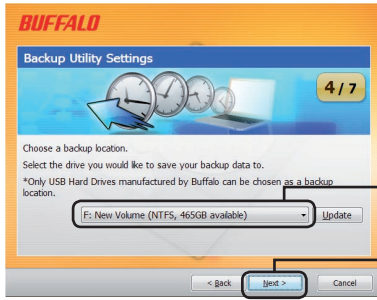 BUFFALO
Backup Utility Settings
4 / 7
Choose a backup location.
Select the drive you would like to save your backup data to.
*Only USB Hard Drives manufactured by Buffalo can be chosen as a backup
location.
F: New Volume (NTFS, 465GB available)
Update
< Back
Next >
Cancel